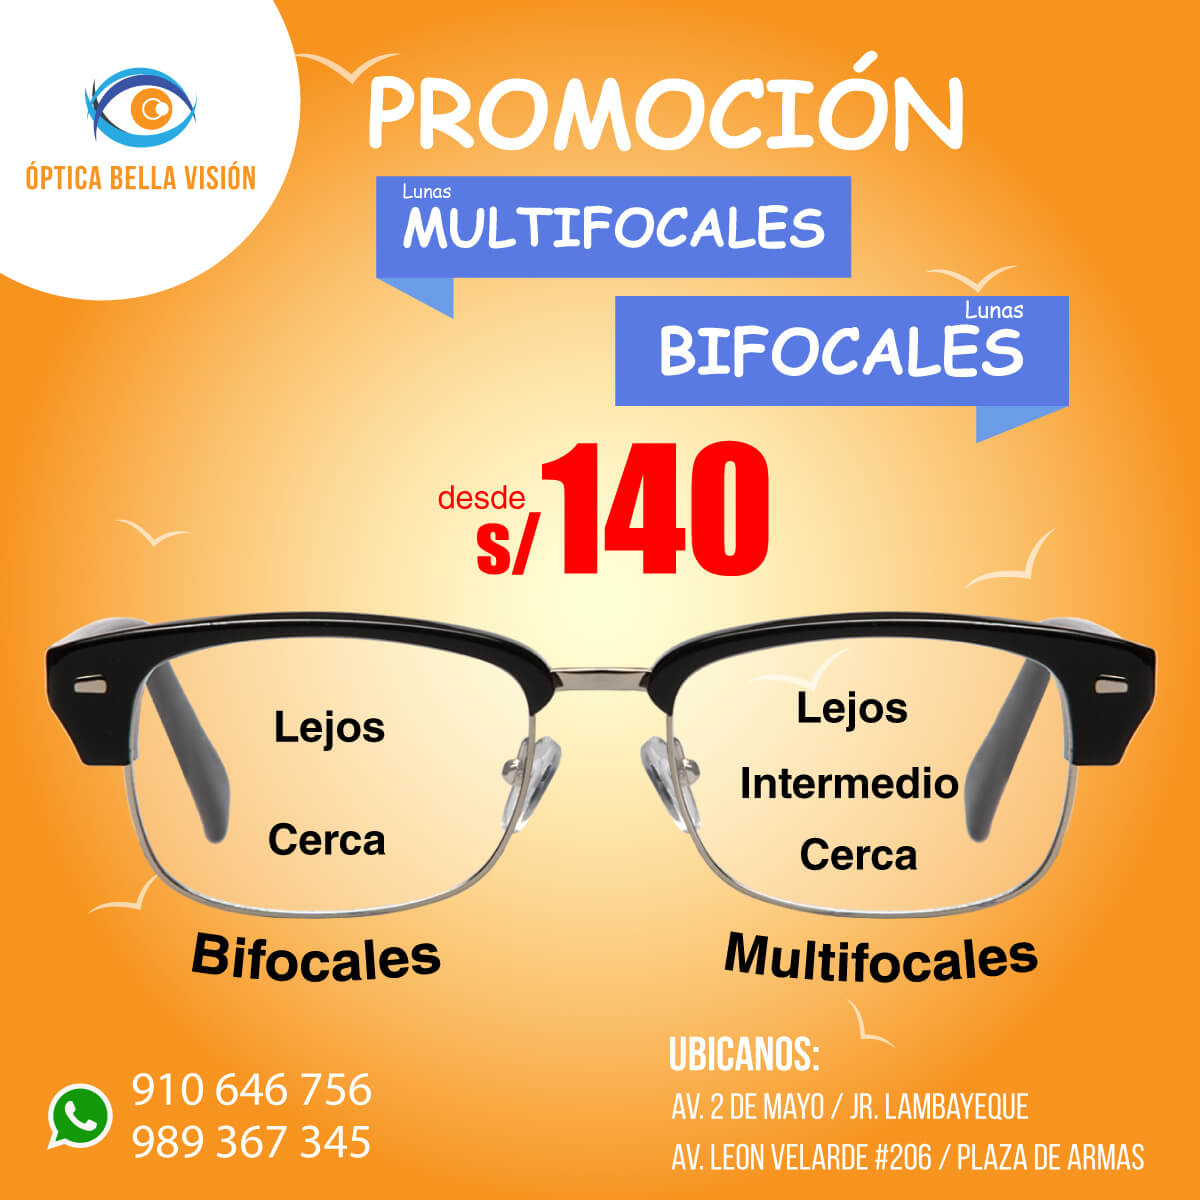 ÓPTICA BELLA VISIÓN
PROMOCIÓN
Lunas
MULTIFOCALES
Lunas
BIFOCALES
desde
s/140
Lejos
Cerca
Lejos
Intermedio
Cerca
Bifocales
Multifocales
910 646 756
989 367 345
UBICANOS:
AV. 2 DE MAYO / JR. LAMBAYEQUE
AV. LEON VELARDE #206 / PLAZA DE ARMAS